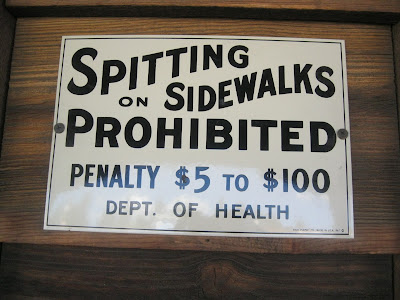 SPITTING
ON SIDEWALKS
PROHIBITED
PENALTY $5 TO $100
DEPT. OF HEALTH